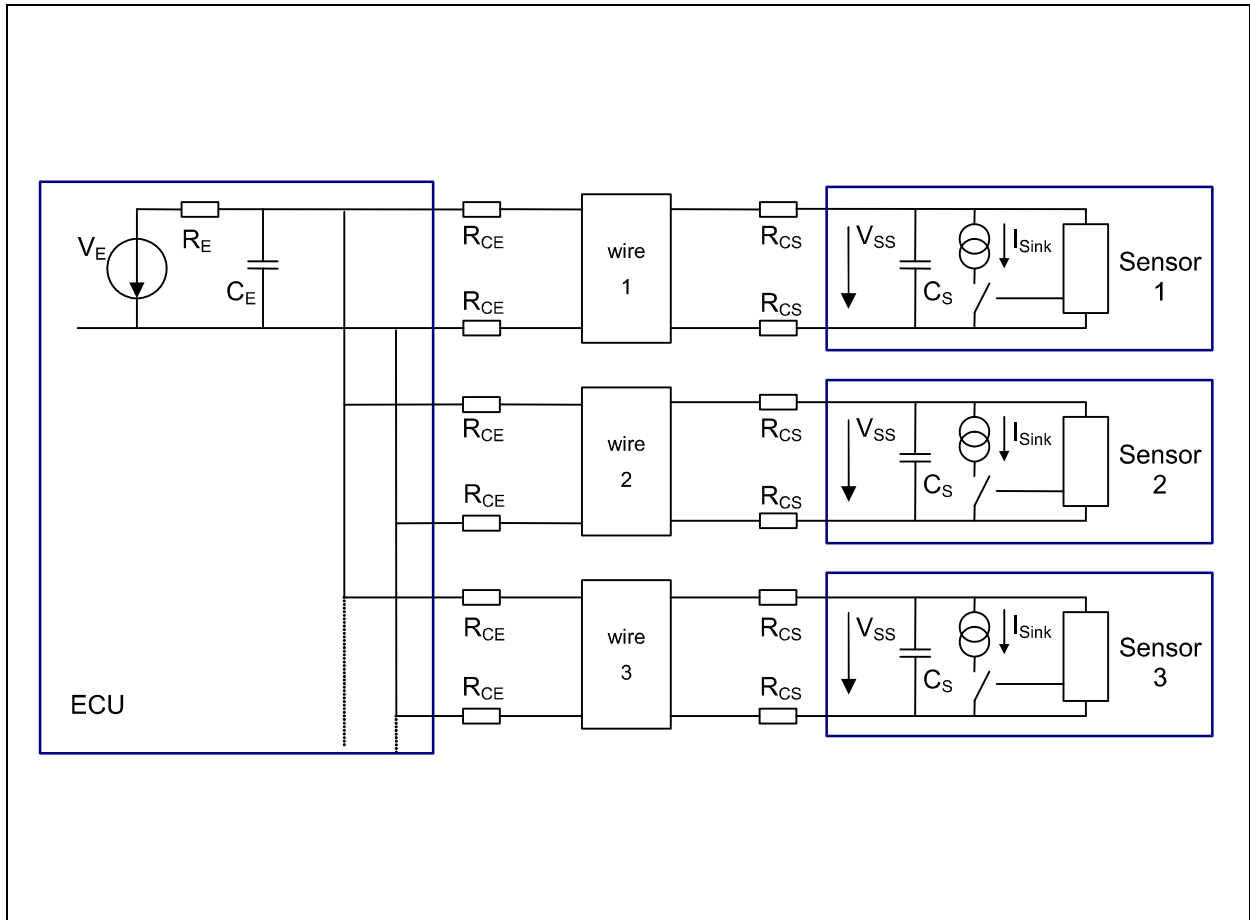 V_E
R_E
C_E
ECU
R_CE
R_CE
wire
1
R_CS
R_CS
V_SS
C_S
I_Sink
Sensor
1
R_CE
R_CE
wire
2
R_CS
R_CS
V_SS
C_S
I_Sink
Sensor
2
R_CE
R_CE
wire
3
R_CS
R_CS
V_SS
C_S
I_Sink
Sensor
3